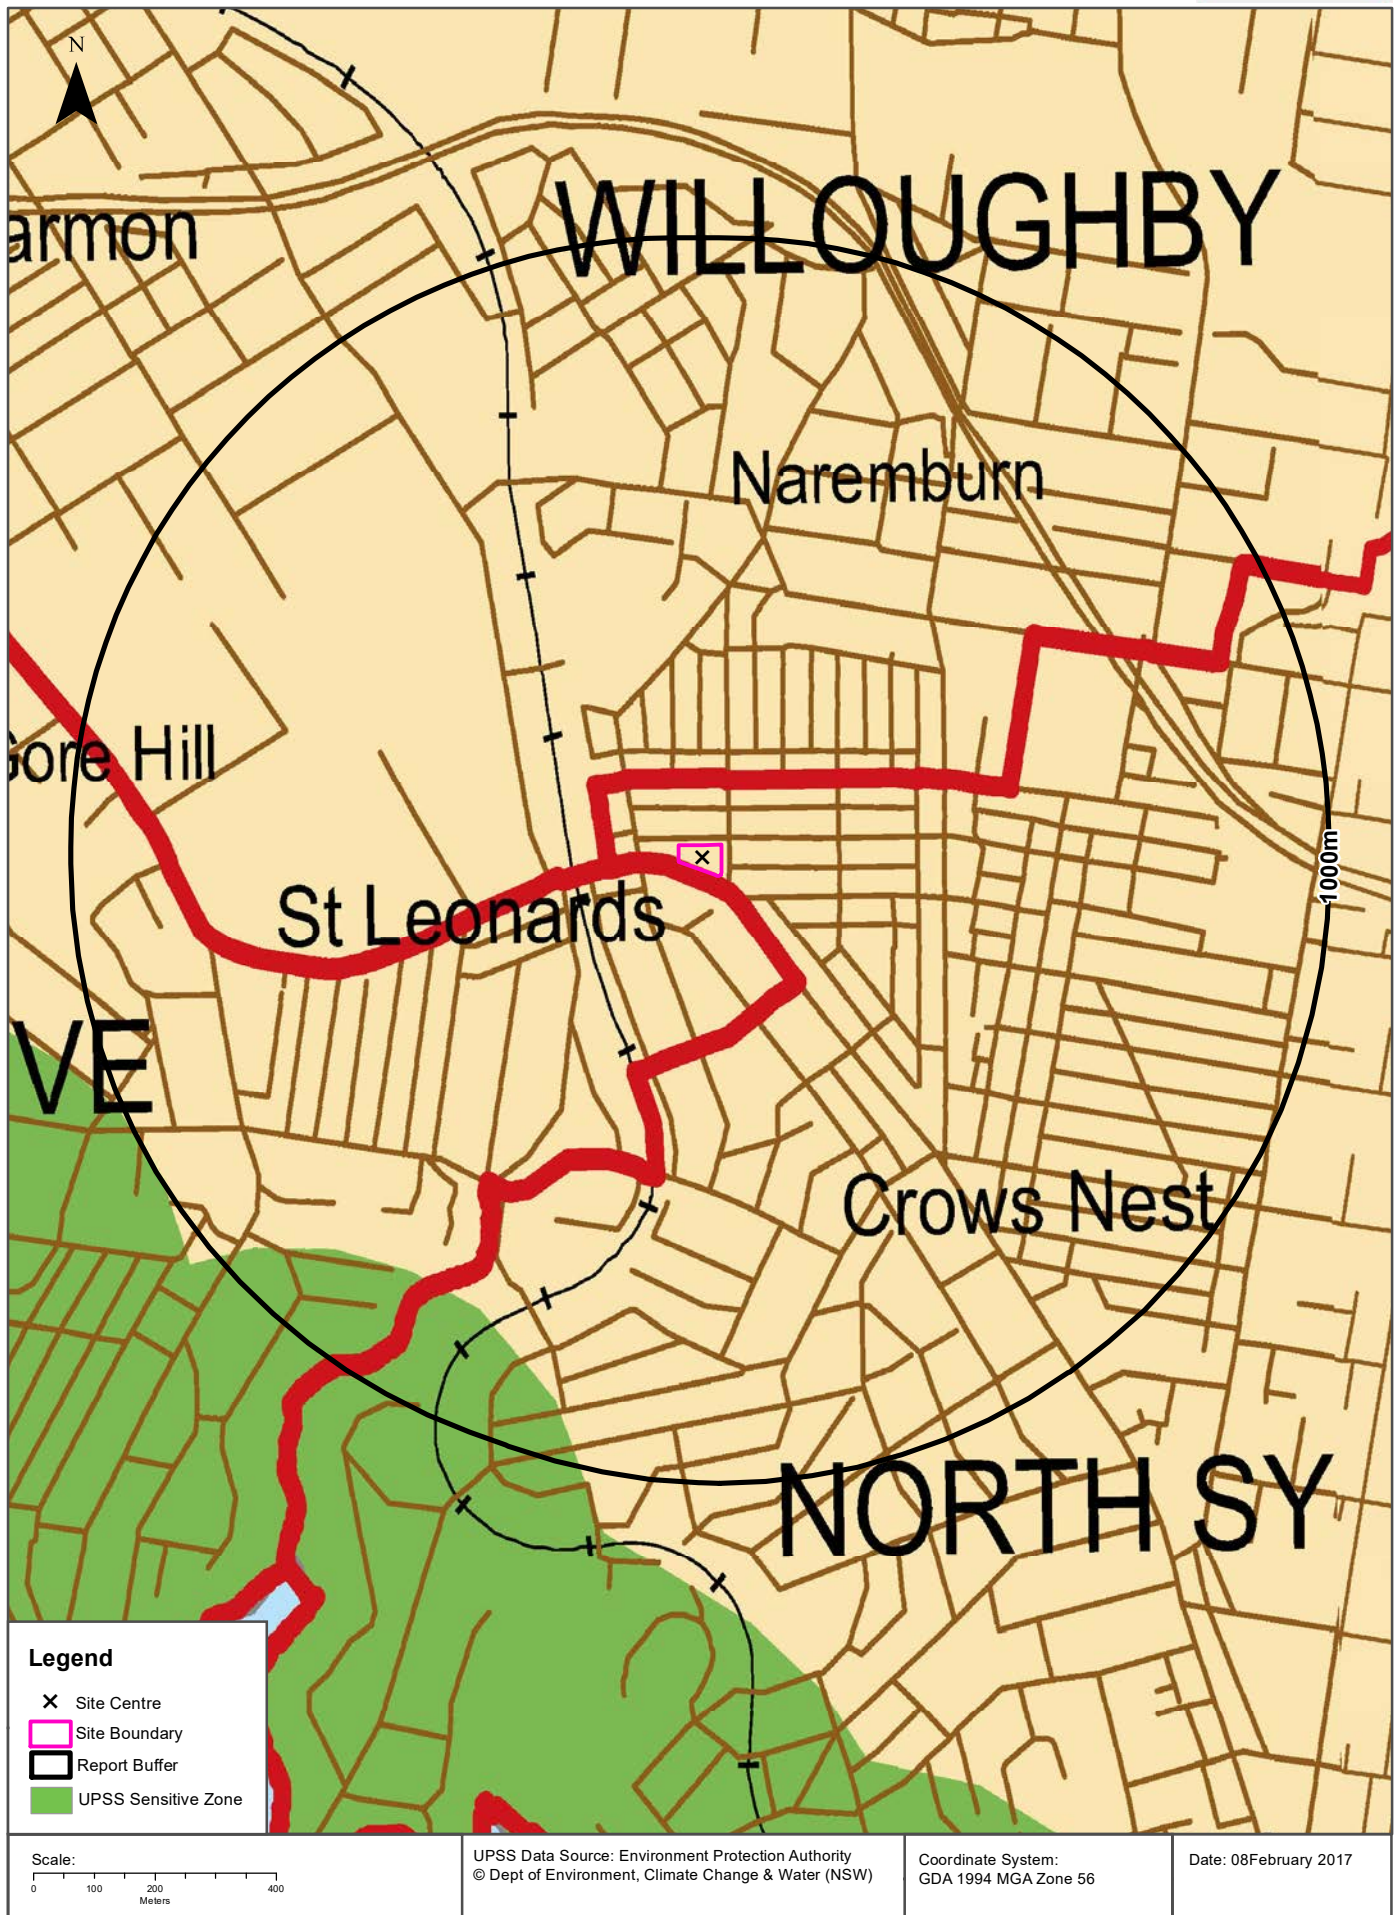 N
WILLOUGHBY
armon
Naremburn
Gore Hill
1000m
St Leonards
VE
Crows Nest
NORTH SY
Legend
Site Centre
Site Boundary
Report Buffer
UPSS Sensitive Zone
Scale:
0 100 200 400
Meters
UPSS Data Source: Environment Protection Authority
© Dept of Environment, Climate Change & Water (NSW)
Coordinate System:
GDA 1994 MGA Zone 56
Date: 08February 2017